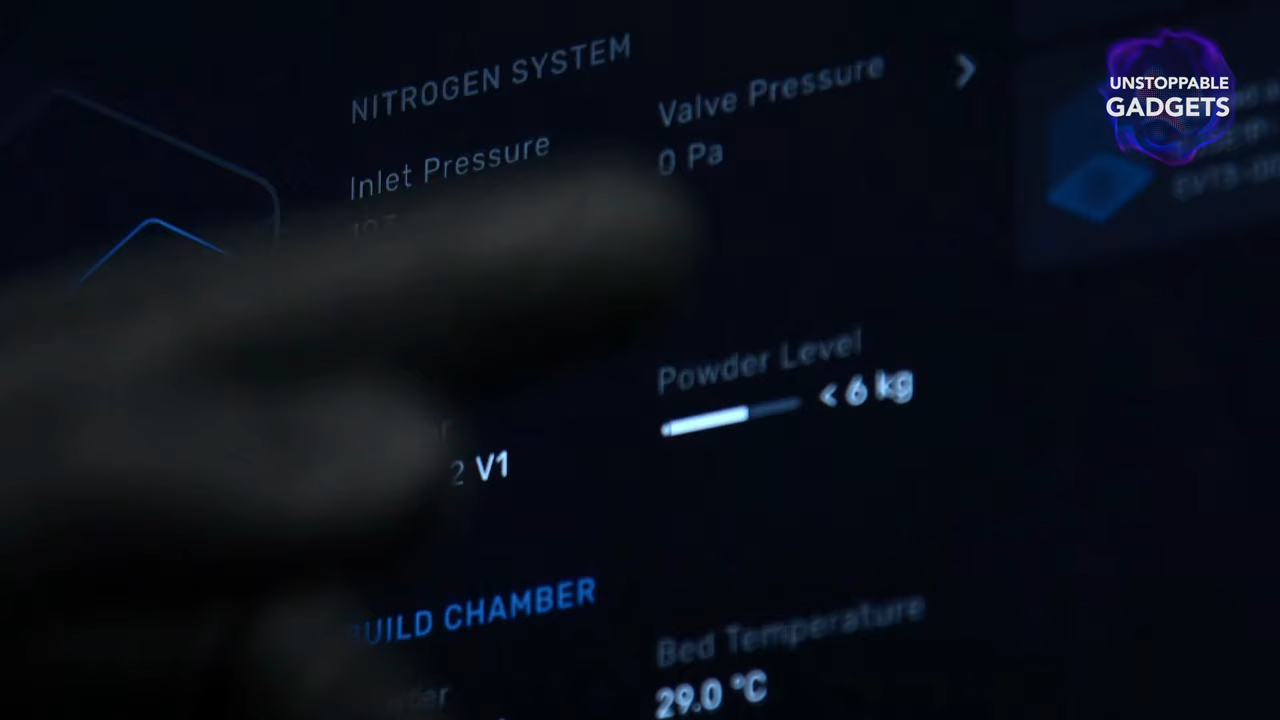 NITROGEN SYSTEM
Inlet Pressure
Valve Pressure
0 Pa
Powder Level
< 6 kg
2 V1
BUILD CHAMBER
Bed Temperature
29.0 °C
UNSTOPPABLE
GADGETS